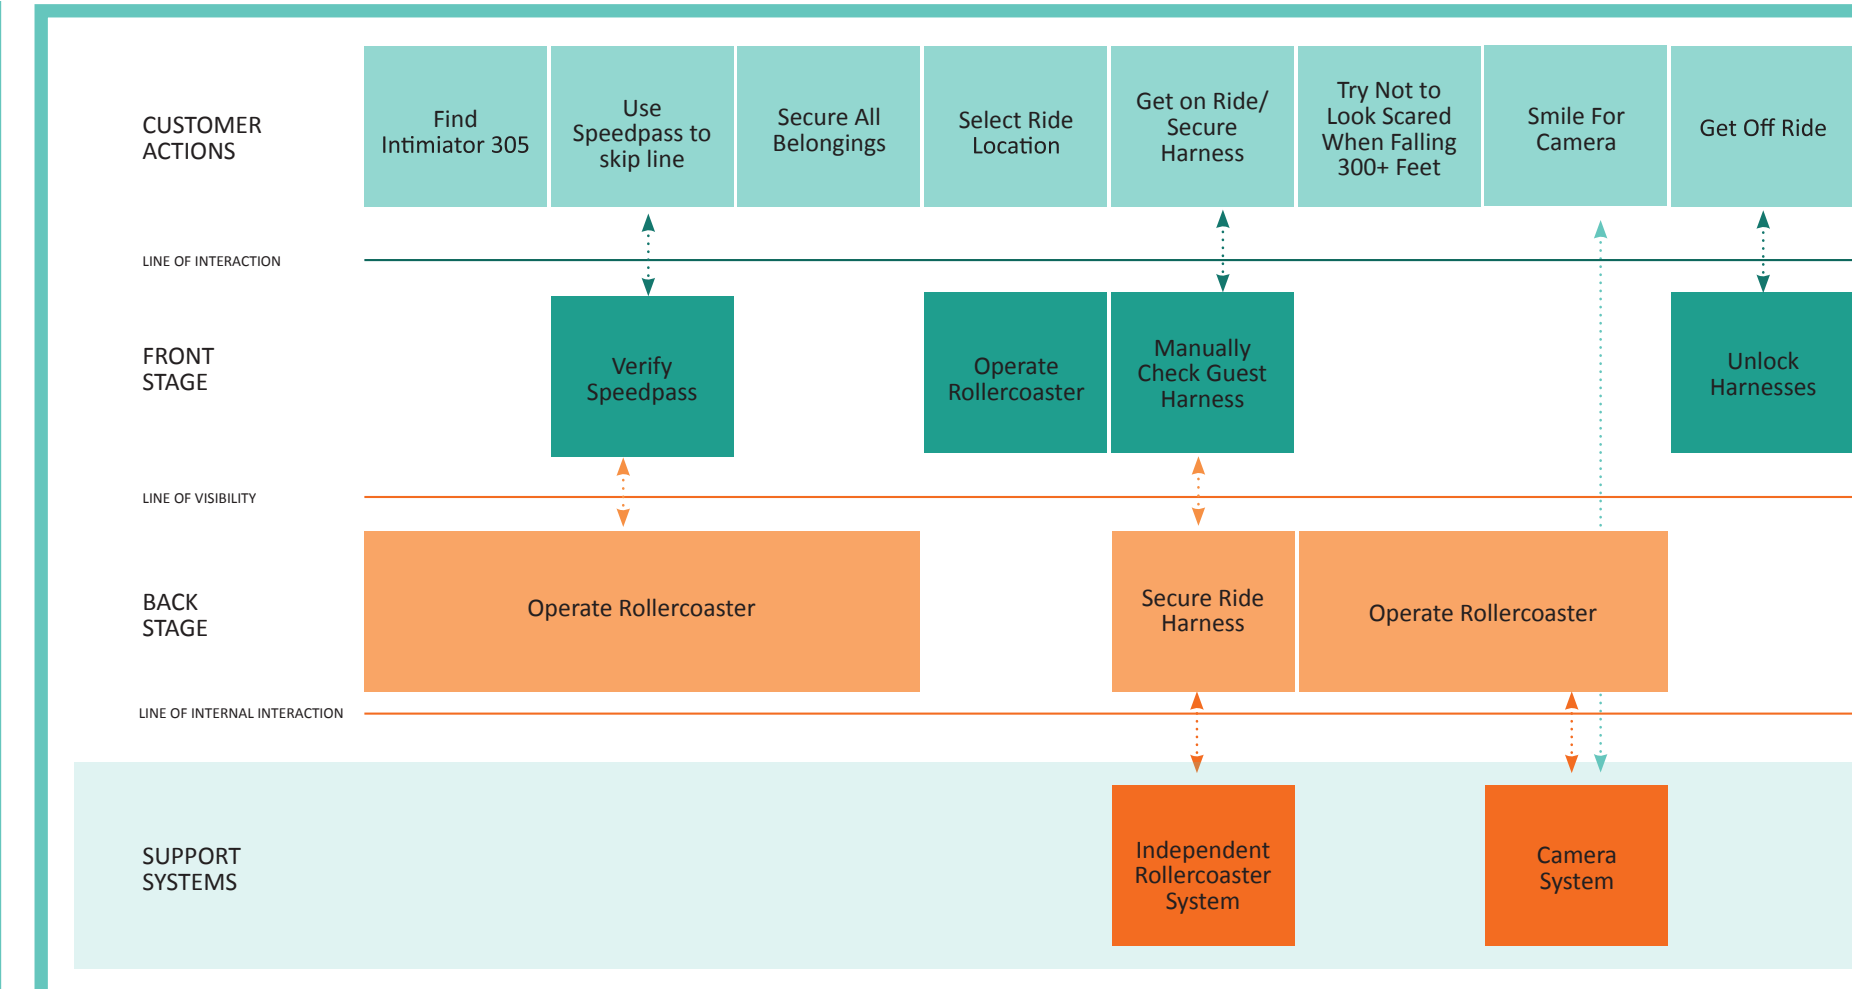 CUSTOMER
ACTIONS
Find
Intimiator 305
Use
Speedpass to
skip line
Secure All
Belongings
Select Ride
Location
Get on Ride/
Secure
Harness
Try Not to
Look Scared
When Falling
300+ Feet
Smile For
Camera
Get Off Ride
LINE OF INTERACTION
FRONT
STAGE
Verify
Speedpass
Operate
Rollercoaster
Manually
Check Guest
Harness
Unlock
Harnesses
LINE OF VISIBILITY
BACK
STAGE
Operate Rollercoaster
Secure Ride
Harness
Operate Rollercoaster
LINE OF INTERNAL INTERACTION
SUPPORT
SYSTEMS
Independent
Rollercoaster
System
Camera
System